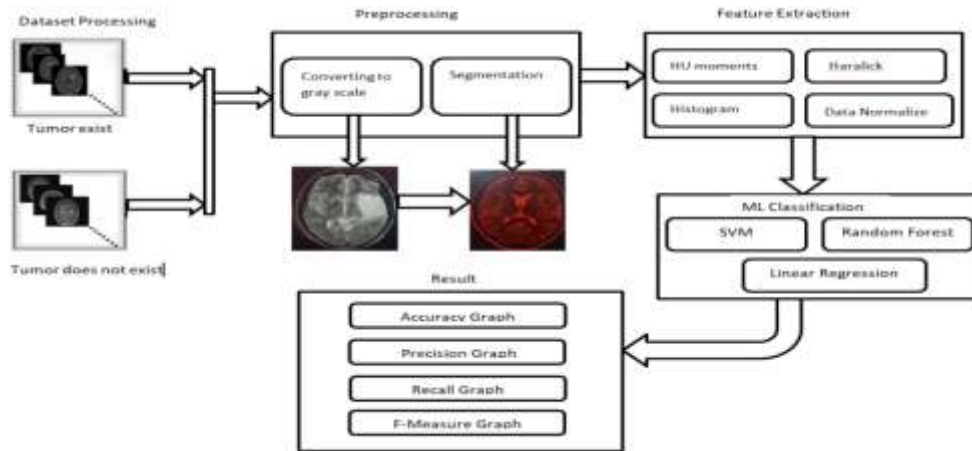 Dataset Processing
Tumor exist
Tumor does not exist
Preprocessing
Converting to
gray scale
Segmentation
Feature Extraction
HU moments
Haralick
Histogram
Data Normalize
ML Classification
SVM
Random Forest
Linear Regression
Result
Accuracy Graph
Precision Graph
Recall Graph
F-Measure Graph